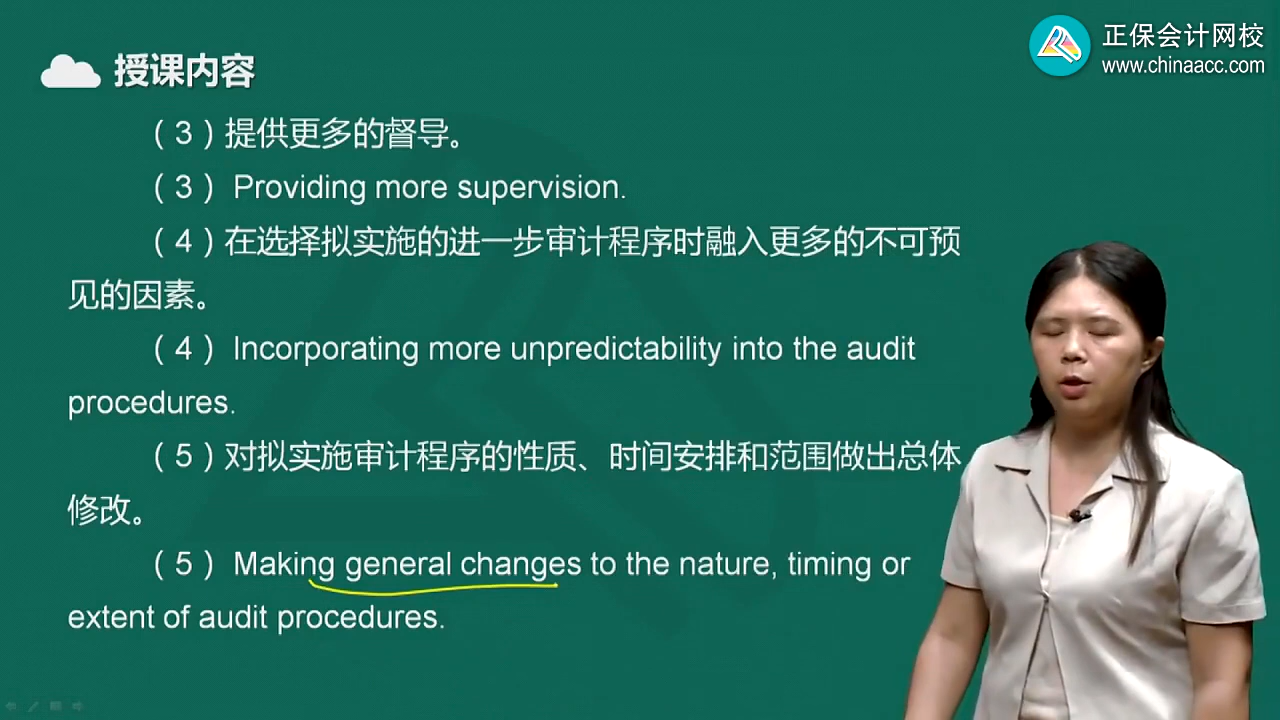 正保会计网校
www.chinaacc.com
授课内容
（3）提供更多的督导。
（3） Providing more supervision.
（4）在选择拟实施的进一步审计程序时融入更多的不可预
见的因素。
（4） Incorporating more unpredictability into the audit
procedures.
（5）对拟实施审计程序的性质、时间安排和范围做出总体
修改。
（5） Making general changes to the nature, timing or
extent of audit procedures.